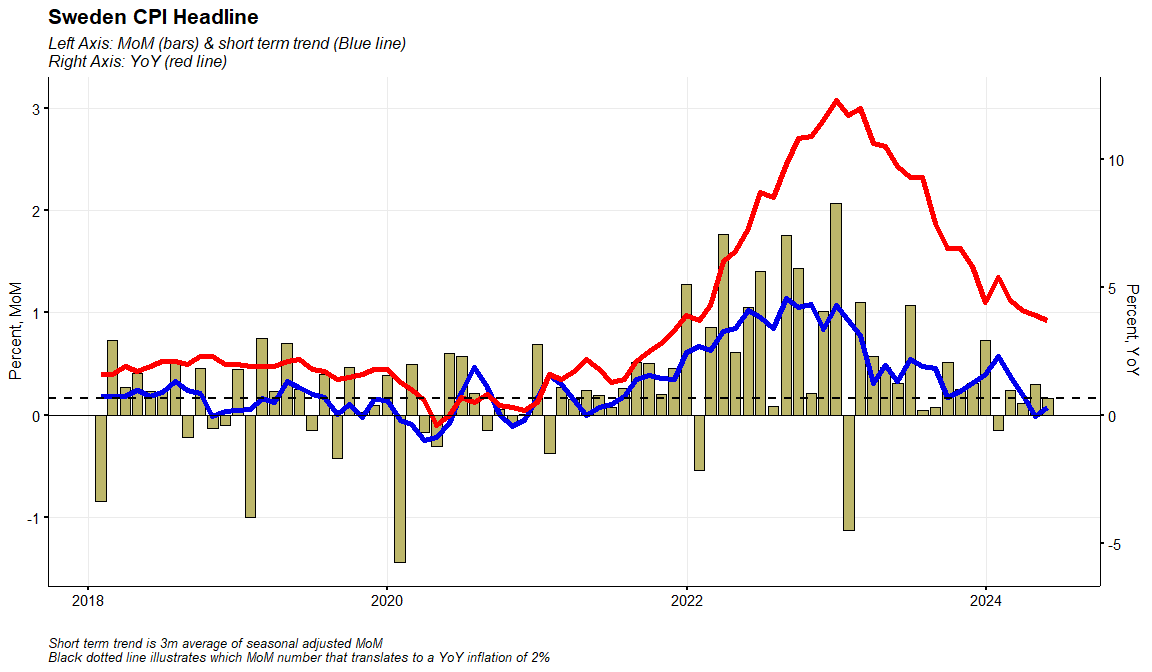 Sweden CPI Headline
Left Axis: MoM (bars) & short term trend (Blue line)
Right Axis: YoY (red line)
Percent, MoM
3
2
1
0
-1
10
5
0
-5
Percent, YoY
2018
2020
2022
2024
Short term trend is 3m average of seasonal adjusted MoM
Black dotted line illustrates which MoM number that translates to a YoY inflation of 2%